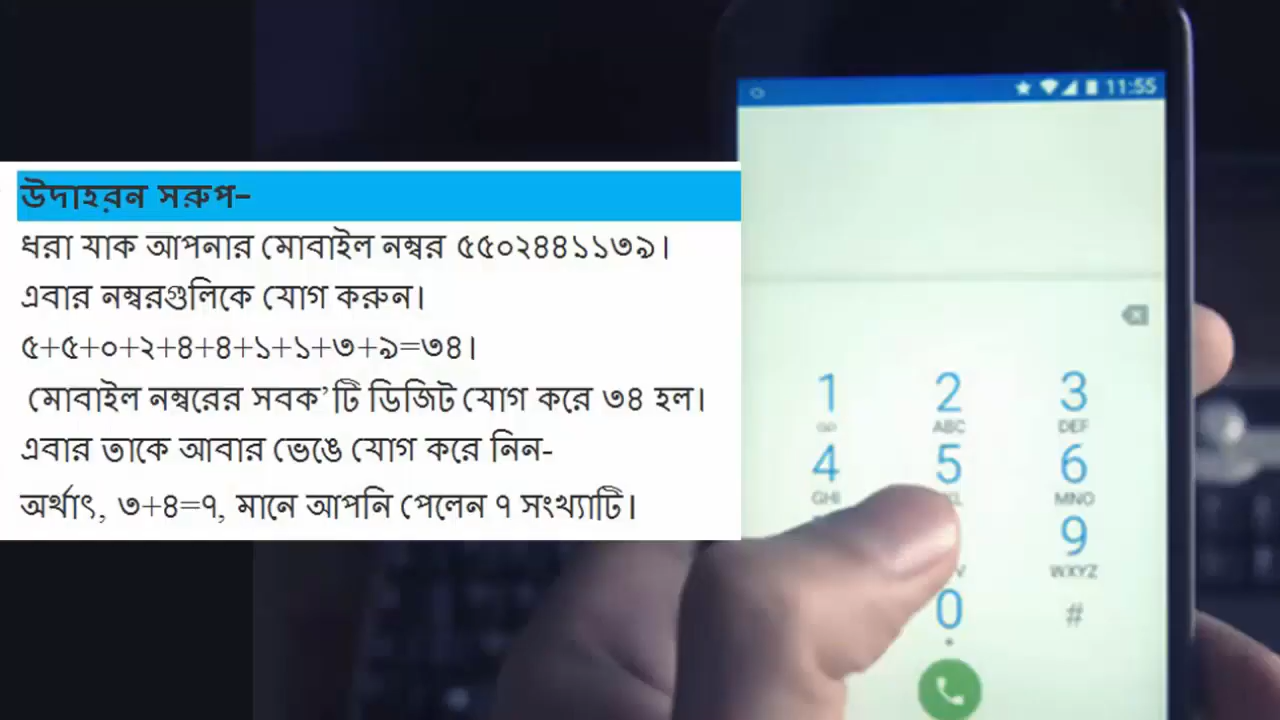 উদাহরন সরুপ–
ধরা যাক আপনার মোবাইল নম্বর ৫৫০২৪৪১১৩৯।
এবার নম্বরগুলিকে যোগ করুন।
৫+৫+০+২+৪+৪+১+১+৩+৯=৩৪।
মোবাইল নম্বরের সবক’টি ডিজিট যোগ করে ৩৪ হল।
এবার তাকে আবার ভেঙে যোগ করে নিন-
অর্থাৎ, ৩+৪=৭, মানে আপনি পেলেন ৭ সংখ্যাটি।
11:55
1 2 3
ABC DEF
4 5 6
GHI MNO
9
WXYZ
0 #